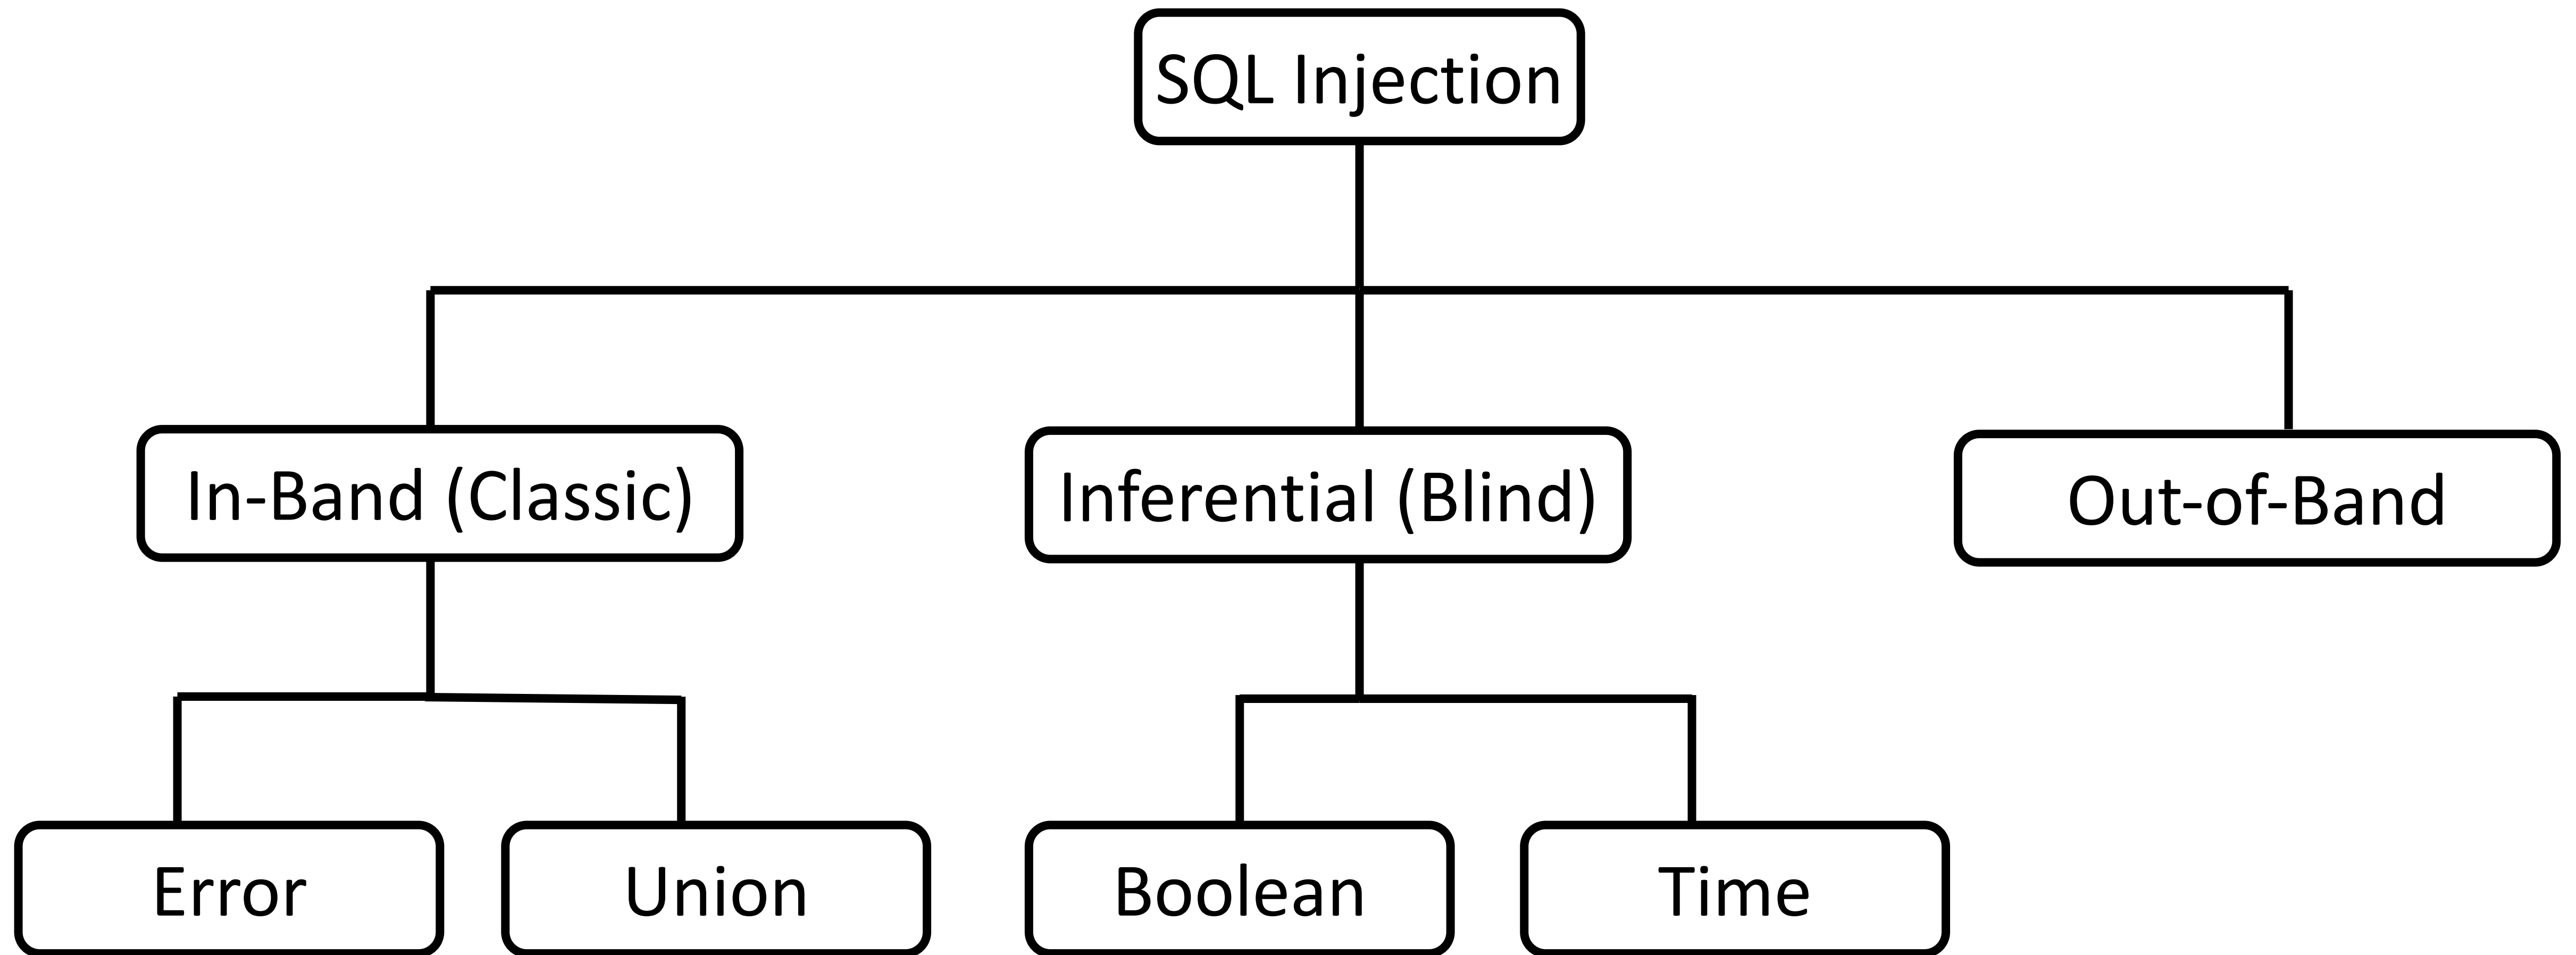 SQL Injection
In-Band (Classic)
Inferential (Blind)
Out-of-Band
Error
Union
Boolean
Time